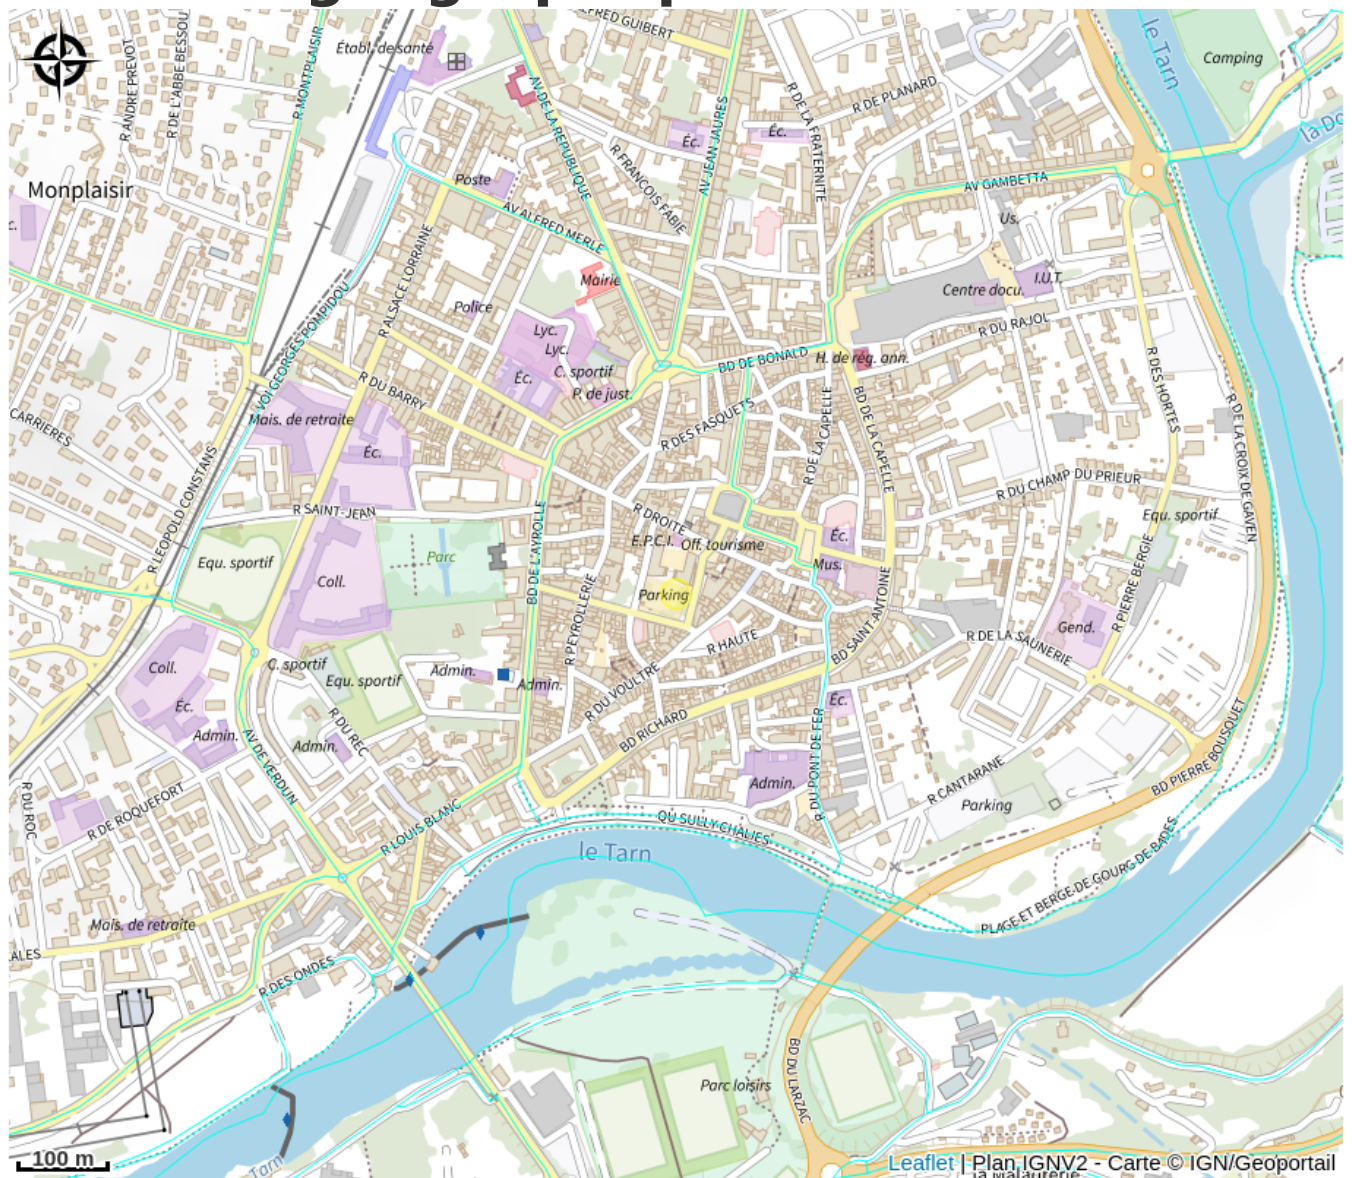 R ANDRE PREVOT
R DE L'ABBE BESSOU
R MONTPLAISIR
Établ. de santé
ALFRED GUIBERT
le Tarn
Camping
R DE PLANARD
AV DE LA REPUBLIQUE
AV JEAN JAURES
R DE LA FRATERNITE
Éc.
Éc.
R FRANCOIS FABIE
Poste
Monplaisir
AV GAMBETTA
AV ALFRED MERLE
Us.
c.
R ALSACE LORRAINE
Mairie
I.U.T.
Centre docu.
VOI GEORGES POMPIDOU
Police
R DU RAJOL
Lyc.
Lyc.
BD DE BONALD
H. de rég. ann.
C. sportif
Éc.
P. de just.
R DU BARRY
R DES HORTES
CARRIERES
Mais. de retraite
R DES FASQUETS
R DE LA CAPELLE
BD DE LA CAPELLE
R DE LA CROIX DE GAVEN
Éc.
R LEOPOLD CONSTANS
R DU CHAMP DU PRIEUR
R SAINT-JEAN
R DROITE
Equ. sportif
E.P.C.I.
Off. tourisme
Éc.
Parc
Equ. sportif
Mus.
BD DE L'AYROLLE
Coll.
Parking
R PEYROLLERIE
R PIERRE BERGIE
BD SAINT-ANTOINE
Gend.
R DE LA SAUNERIE
R HAUTE
Coll.
C. sportif
Equ. sportif
Admin.
Admin.
R DU VOULTRE
Éc.
Éc.
R DU REC
BD RICHARD
Admin.
Admin.
AV DE VERDUN
R DU PONT DE FER
BD PIERRE BOUSQUET
R CANTARANE
Admin.
R DU ROC
R DE ROQUEFORT
Parking
R LOUIS BLANC
QU SULLY-CHALIES
le Tarn
PLAGE ET BERGE DE GOURG DE BADES
Mais. de retraite
ALES
R DES ONDES
BD DU LARZAC
Parc loisirs
100 m
Tarn
Leaflet | Plan IGNV2 - Carte © IGN/Geoportail
la Malaurerie